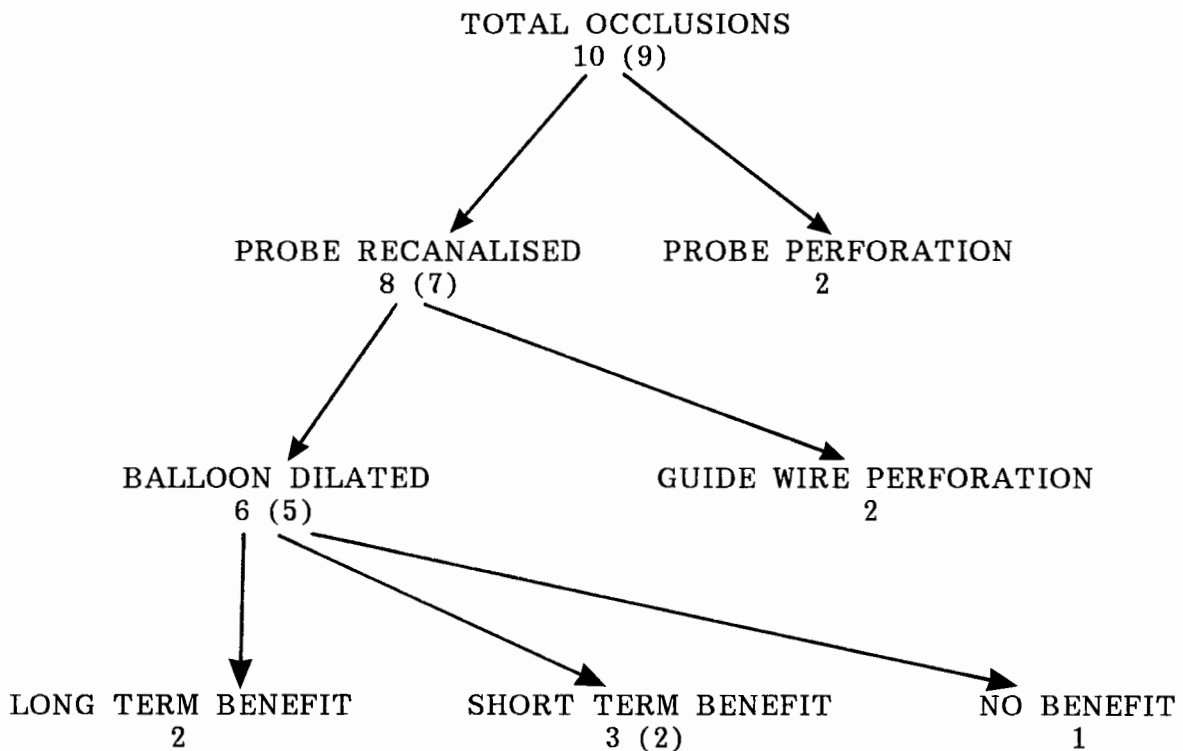 TOTAL OCCLUSIONS
10 (9)
PROBE RECANALISED
8 (7)
PROBE PERFORATION
2
BALLOON DILATED
6 (5)
GUIDE WIRE PERFORATION
2
LONG TERM BENEFIT
2
SHORT TERM BENEFIT
3 (2)
NO BENEFIT
1